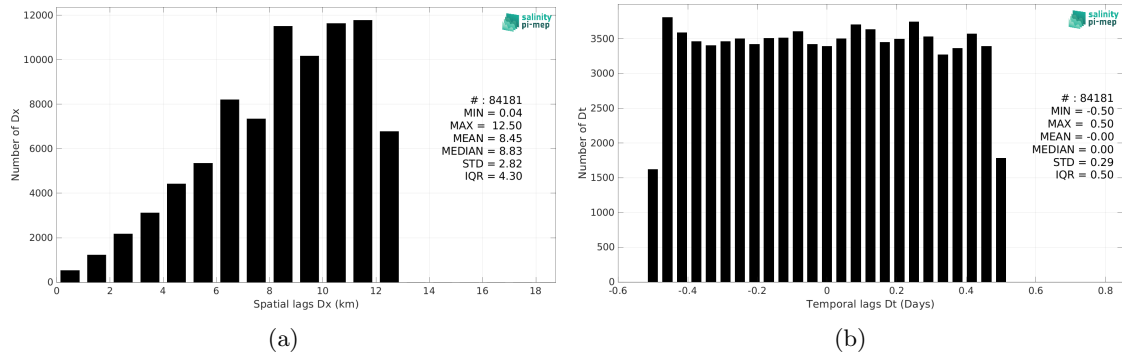 12000
10000
8000
6000
4000
2000
0
0 2 4 6 8 10 12 14 16 18
Number of Dx
Spatial lags Dx (km)
salinity
pi-mep
# : 84181
MIN = 0.04
MAX = 12.50
MEAN = 8.45
MEDIAN = 8.83
STD = 2.82
IQR = 4.30
(a)
3500
3000
2500
2000
1500
1000
500
0
-0.6 -0.4 -0.2 0 0.2 0.4 0.6 0.8
Number of Dt
Temporal lags Dt (Days)
salinity
pi-mep
# : 84181
MIN = -0.50
MAX = 0.50
MEAN = -0.00
MEDIAN = 0.00
STD = 0.29
IQR = 0.50
(b)